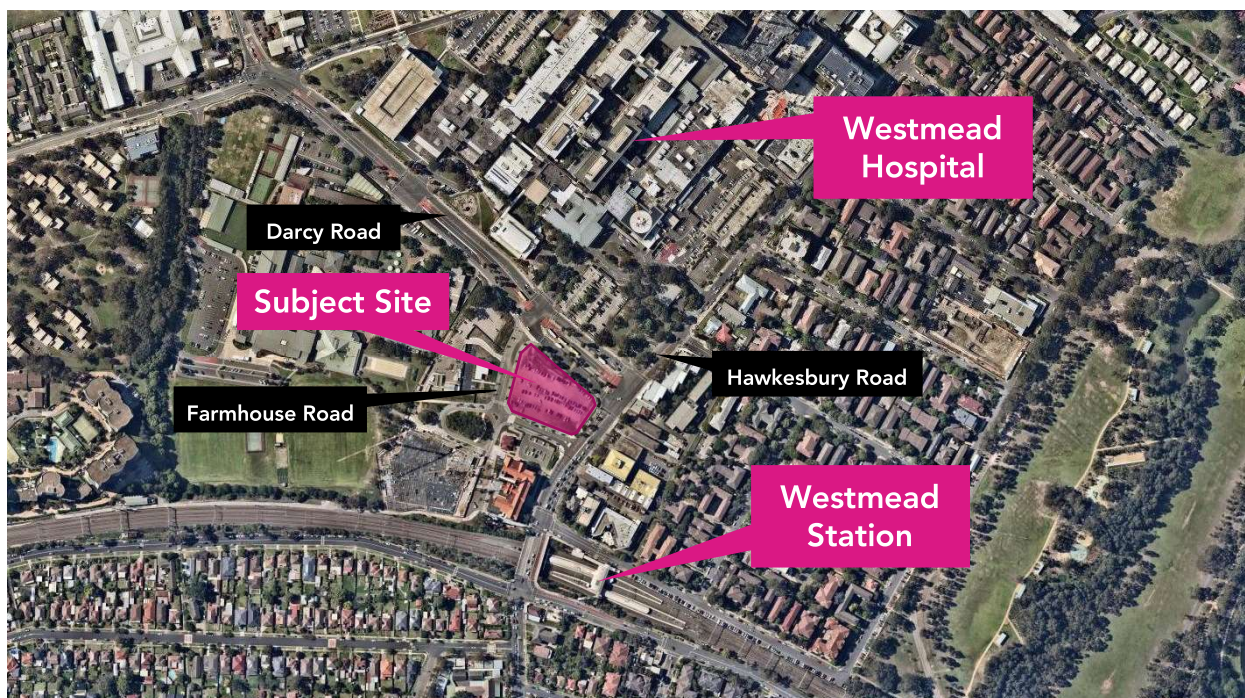 Westmead
Hospital
Darcy Road
Subject Site
Hawkesbury Road
Farmhouse Road
Westmead
Station